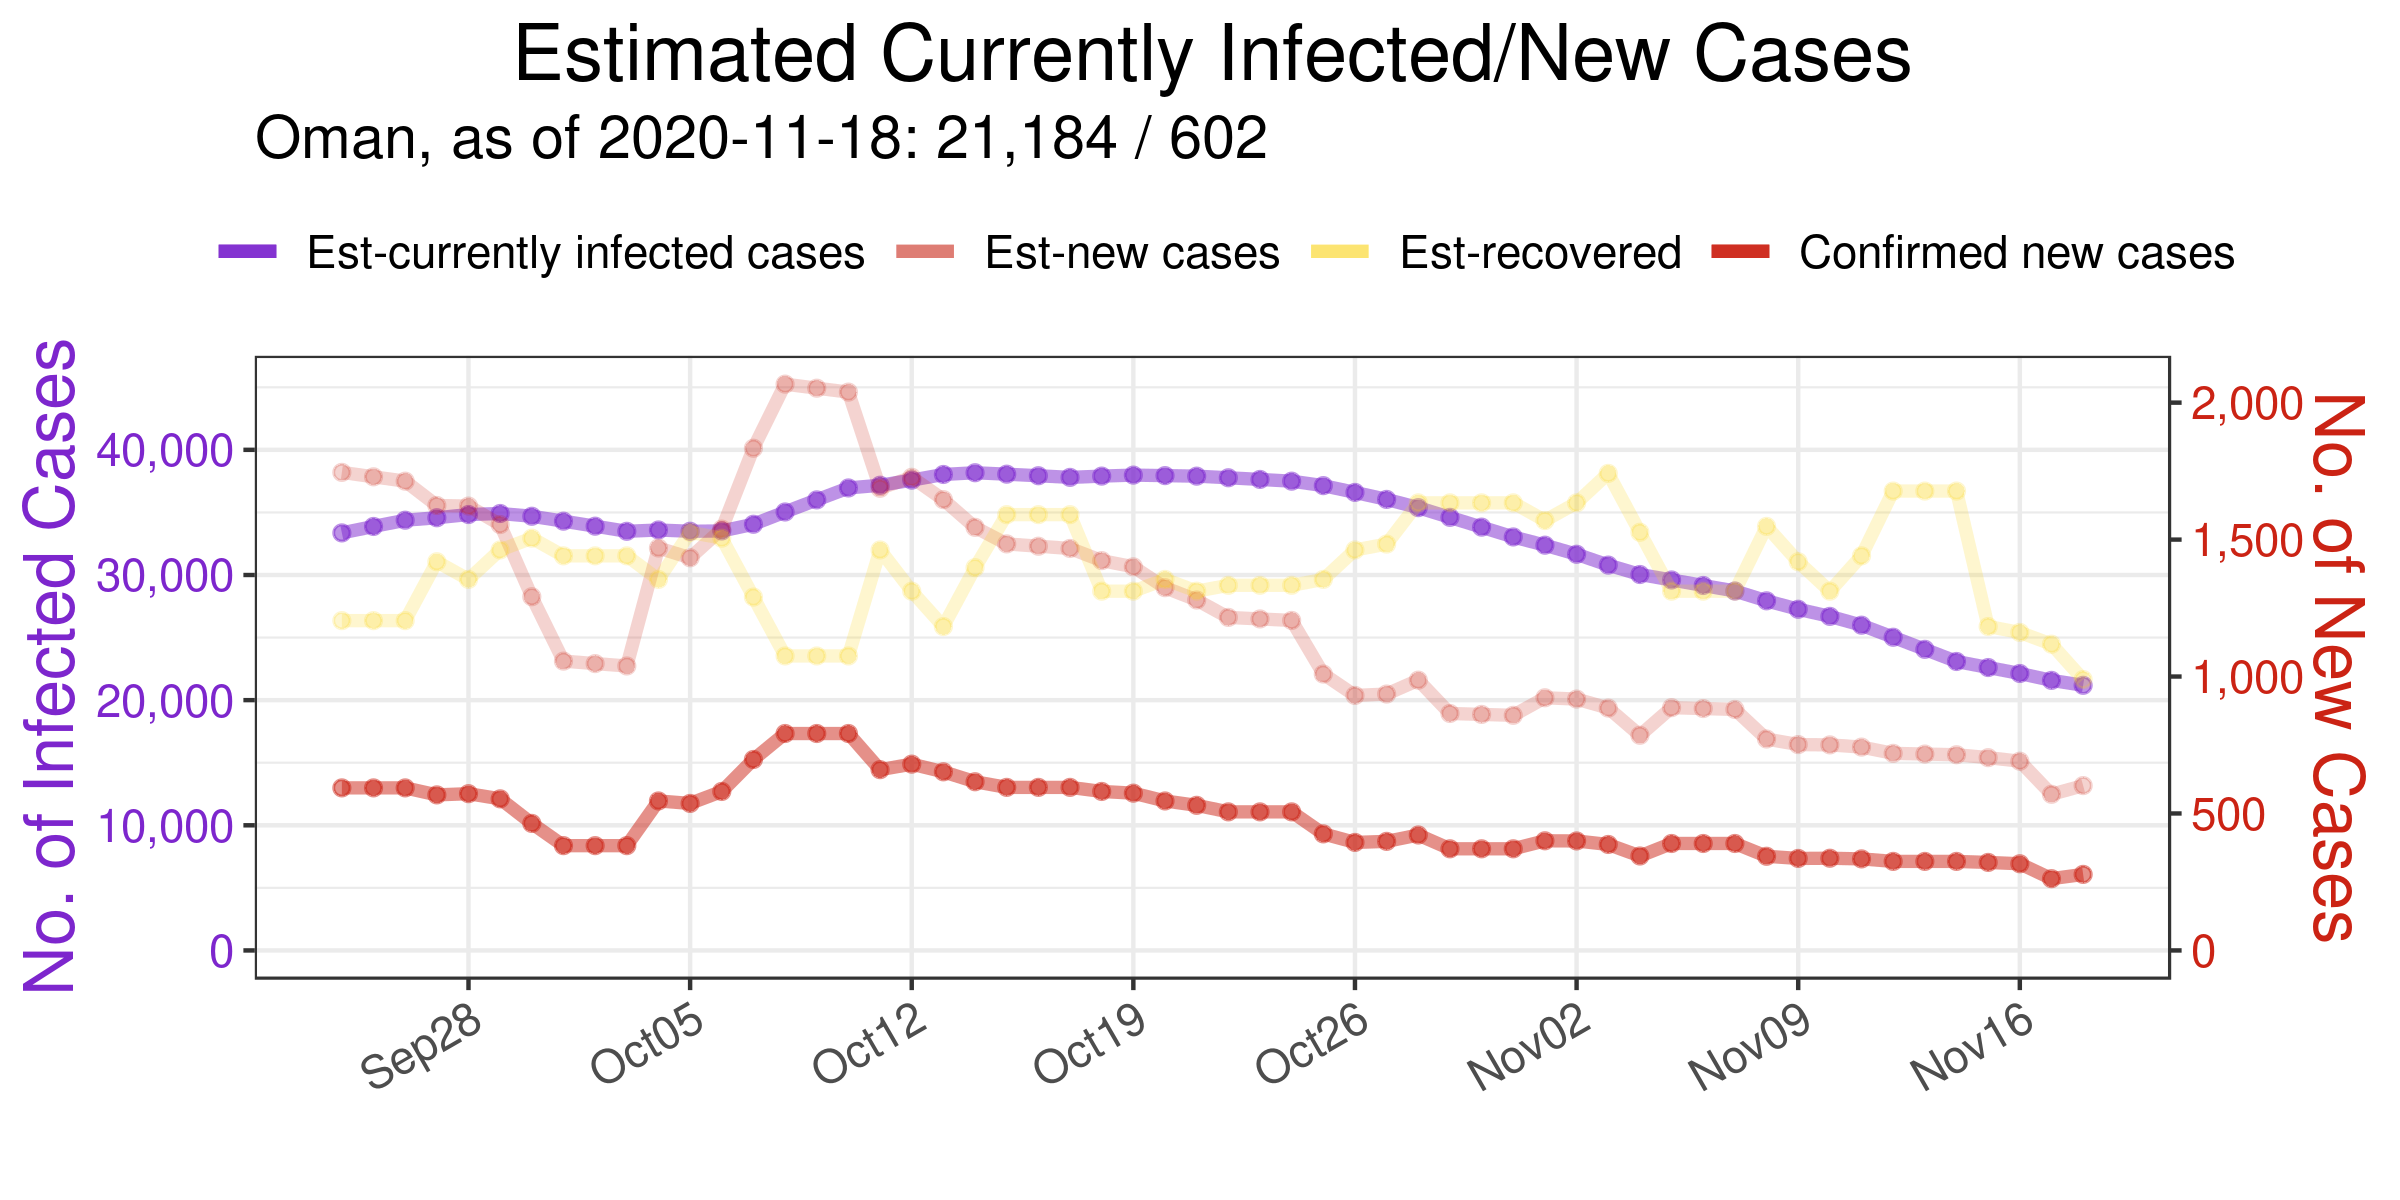 Estimated Currently Infected/New Cases
Oman, as of 2020-11-18: 21,184 / 602
Est-currently infected cases Est-new cases Est-recovered Confirmed new cases
No. of Infected Cases
40,000
30,000
20,000
10,000
0
2,000
1,500
1,000
500
0
No. of New Cases
Sep28 Oct05 Oct12 Oct19 Oct26 Nov02 Nov09 Nov16